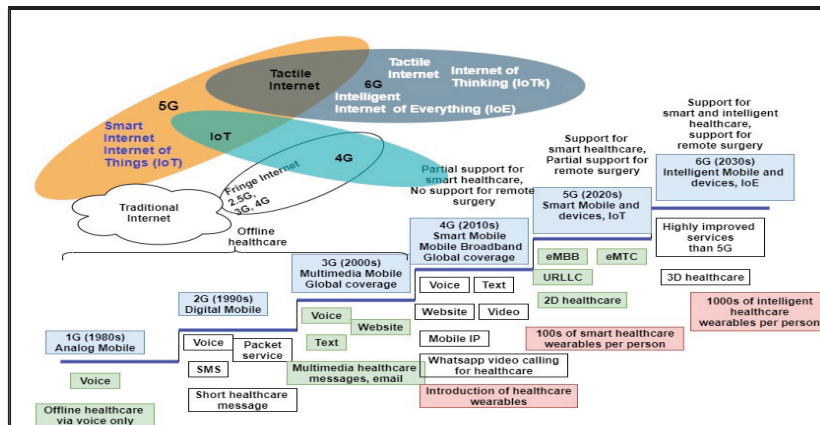 Tactile
Internet
6G
Tactile
Internet
Internet of
Thinking (IoTk)
Intelligent
Internet of Everything (IoE)
5G
Smart
Internet
Internet of
Things (IoT)
IoT
4G
Fringe Internet
2.5G,
3G, 4G
Traditional
Internet
Offline
healthcare
Partial support for
smart healthcare,
No support for remote
surgery
Support for
smart healthcare,
Partial support for
remote surgery
Support for
smart and intelligent
healthcare,
support for
remote surgery
1G (1980s)
Analog Mobile
Voice
Offline healthcare
via voice only
2G (1990s)
Digital Mobile
Voice
Packet
service
SMS
Short healthcare
message
3G (2000s)
Multimedia Mobile
Global coverage
Voice
Website
Text
Multimedia healthcare
messages, email
4G (2010s)
Smart Mobile
Mobile Broadband
Global coverage
Voice
Text
Website
Video
Mobile IP
Whatsapp video calling
for healthcare
Introduction of healthcare
wearables
5G (2020s)
Smart Mobile and
devices, IoT
eMBB
eMTC
URLLC
2D healthcare
100s of smart healthcare
wearables per person
6G (2030s)
Intelligent Mobile and
devices, IoE
Highly improved
services
than 5G
3D healthcare
1000s of intelligent
healthcare
wearables per person